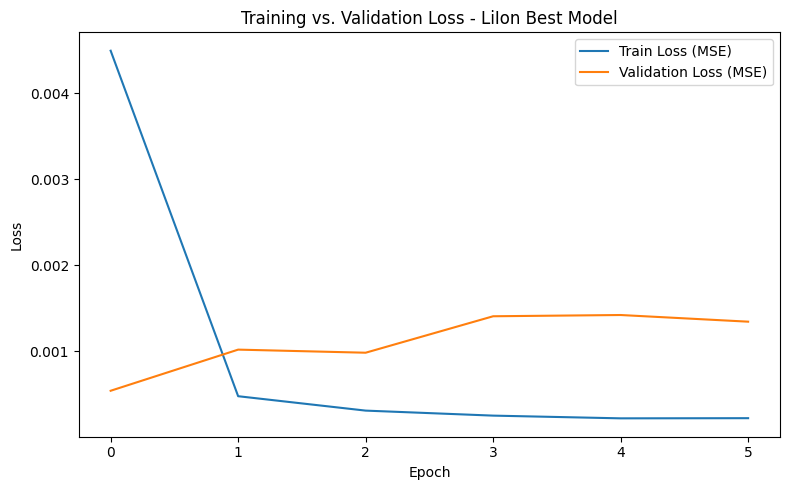 Training vs. Validation Loss - LiIon Best Model
Train Loss (MSE)
Validation Loss (MSE)
0.004
0.003
0.002
0.001
Loss
0 1 2 3 4 5
Epoch